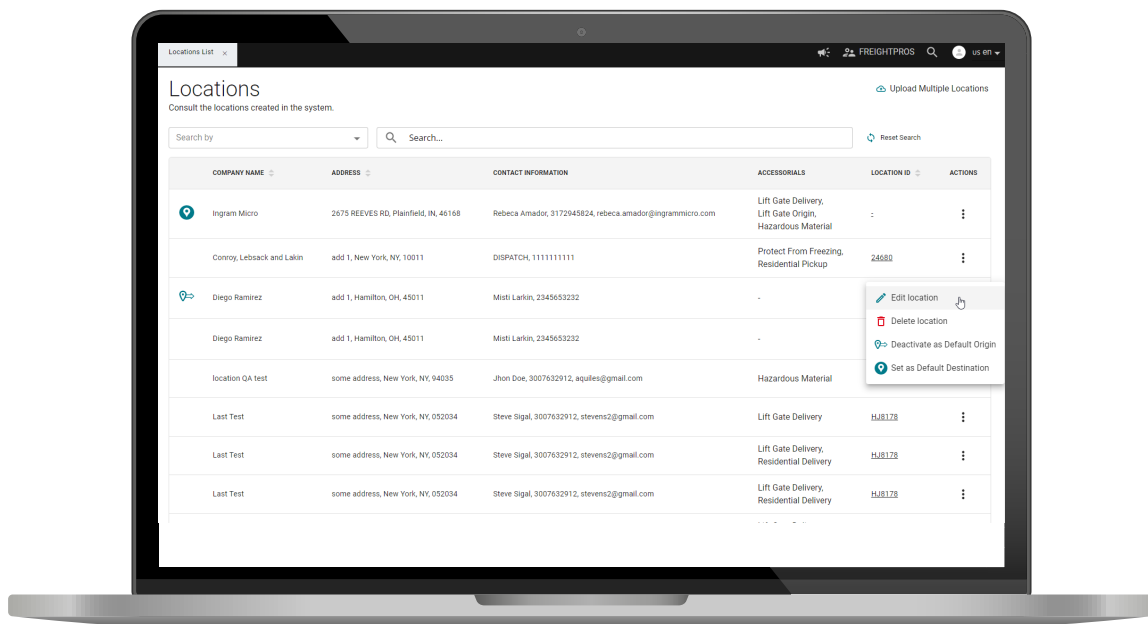 Locations List ×
FREIGHTPROS us en
Locations
Upload Multiple Locations
Consult the locations created in the system.
Search by
Search...
Reset Search
COMPANY NAME ADDRESS CONTACT INFORMATION ACCESSORIALS LOCATION ID ACTIONS
Lift Gate Delivery,
Ingram Micro 2675 REEVES RD, Plainfield, IN, 46168 Rebeca Amador, 3172945824, rebeca.amador@ingrammicro.com Lift Gate Origin, -
Hazardous Material
Protect From Freezing,
Conroy, Lebsack and Lakin add 1, New York, NY, 10011 DISPATCH, 1111111111 24680
Residential Pickup
Diego Ramirez add 1, Hamilton, OH, 45011 Misti Larkin, 2345653232 -
Edit location
Delete location
Deactivate as Default Origin
Set as Default Destination
Diego Ramirez add 1, Hamilton, OH, 45011 Misti Larkin, 2345653232 -
location QA test some address, New York, NY, 94035 Jhon Doe, 3007632912, aquiles@gmail.com Hazardous Material
Last Test some address, New York, NY, 052034 Steve Sigal, 3007632912, stevens2@gmail.com Lift Gate Delivery HJ8178
Lift Gate Delivery,
Last Test some address, New York, NY, 052034 Steve Sigal, 3007632912, stevens2@gmail.com HJ8178
Residential Delivery
Lift Gate Delivery,
Last Test some address, New York, NY, 052034 Steve Sigal, 3007632912, stevens2@gmail.com HJ8178
Residential Delivery